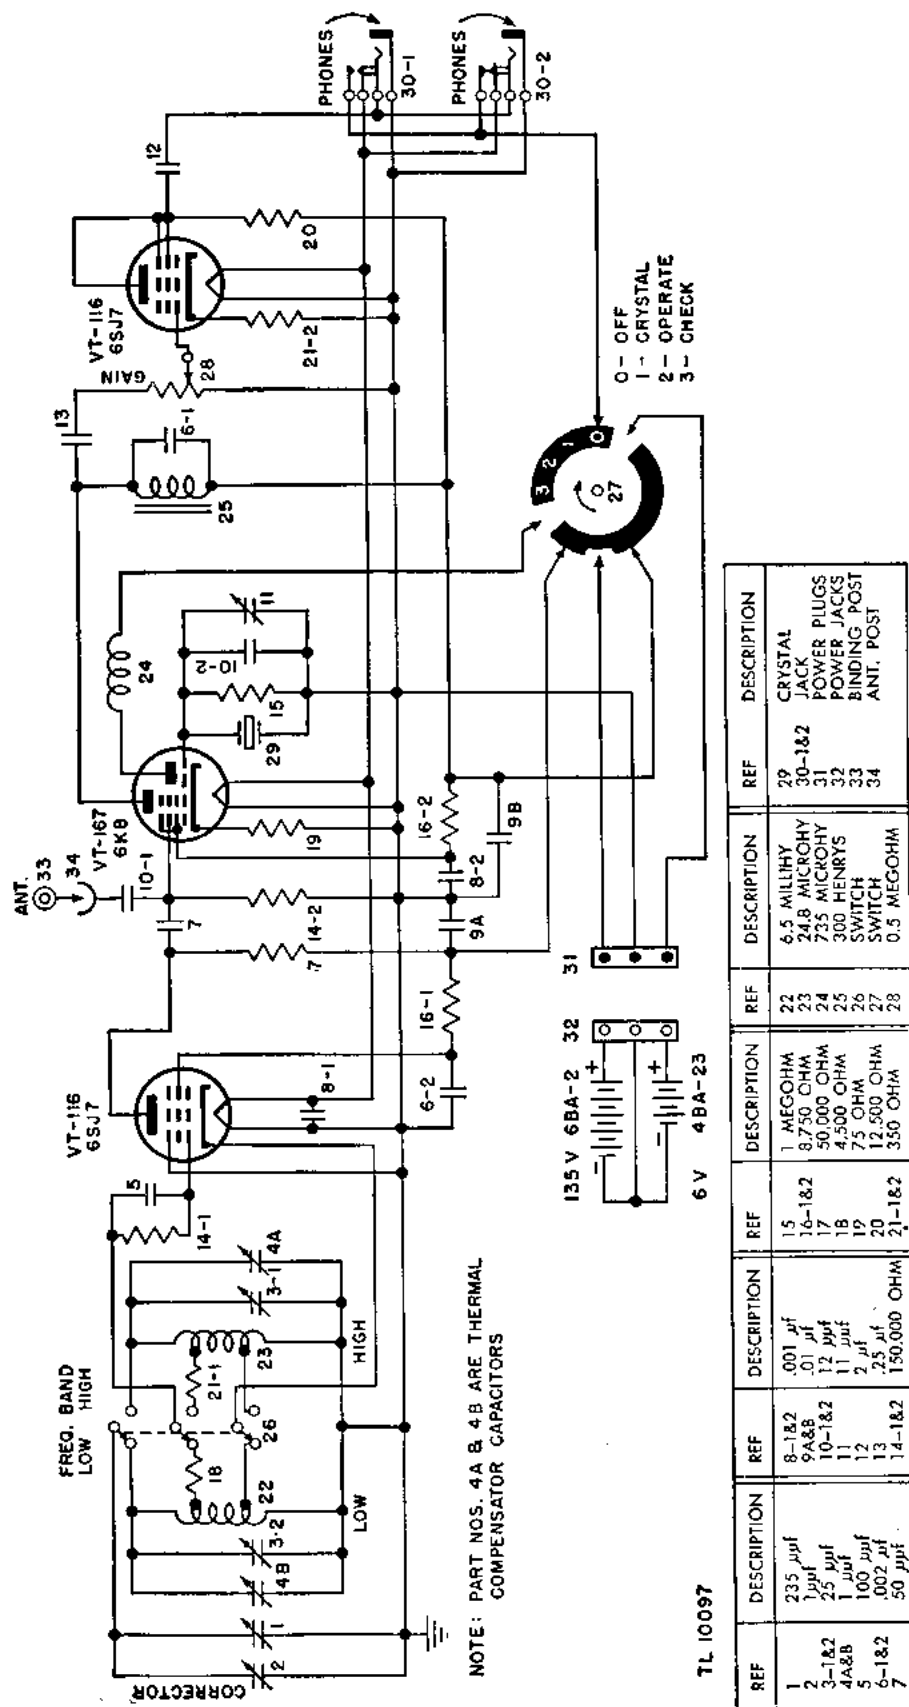 PHONES
PHONES
30-1
30-2
12
20
VT-116
6SJ7
21-2
GAIN
28
13
6-1
25
0- OFF
1- CRYSTAL
2- OPERATE
3- CHECK
3 2 1 0
27
24
11
10-2
15
29
VT-167
6K8
19
16-2
9B
8-2
ANT.
33
34
10-1
7
14-2
7
9A
16-1
31
32
VT-116
6SJ7
8-1
6-2
135 V 6BA-2
- +
- +
6 V 4BA-23
5
14-1
4A
3-1
23
HIGH
21-1
FREQ. BAND
LOW HIGH
26
18
22
LOW
3-2
4B
1
2
CORRECTOR
NOTE: PART NOS. 4A & 4B ARE THERMAL
COMPENSATOR CAPACITORS
TL 10097
REF DESCRIPTION REF DESCRIPTION REF DESCRIPTION REF DESCRIPTION REF DESCRIPTION
1 235 µµf 8-1&2 .001 µf 15 1 MEGOHM 22 6.5 MILLIHY 29 CRYSTAL
2 1µµf 9A&B .01 µf 16-1&2 8,750 OHM 23 24.8 MICROHY 30-1&2 JACK
3-1&2 25 µµf 10-1&2 12 µµf 17 50,000 OHM 24 735 MICROHY 31 POWER PLUGS
4A&B 1 µµf 11 11 µµf 18 4,500 OHM 25 300 HENRYS 32 POWER JACKS
5 100 µµf 12 2 µf 19 75 OHM 26 SWITCH 33 BINDING POST
6-1&2 .002 µf 13 .25 µf 20 12,500 OHM 27 SWITCH 34 ANT. POST
7 50 µµf 14-1&2 150,000 OHM 21-1&2 350 OHM 28 0.5 MEGOHM